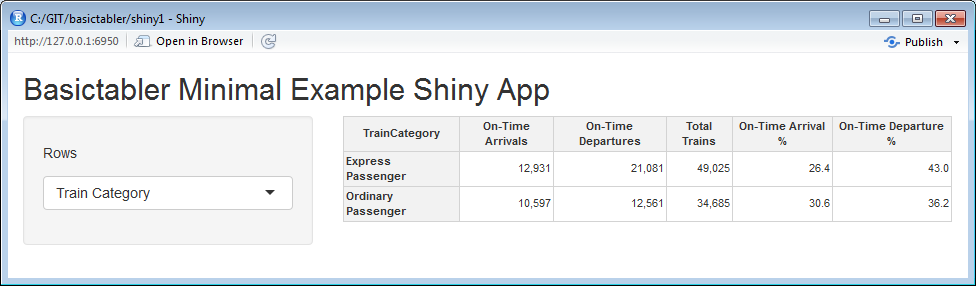 C:/GIT/basictabler/shiny1 - Shiny
http://127.0.0.1:6950 Open in Browser Publish
Basictabler Minimal Example Shiny App
Rows
Train Category
TrainCategory On-Time Arrivals On-Time Departures Total Trains On-Time Arrival % On-Time Departure %
Express Passenger 12,931 21,081 49,025 26.4 43.0
Ordinary Passenger 10,597 12,561 34,685 30.6 36.2